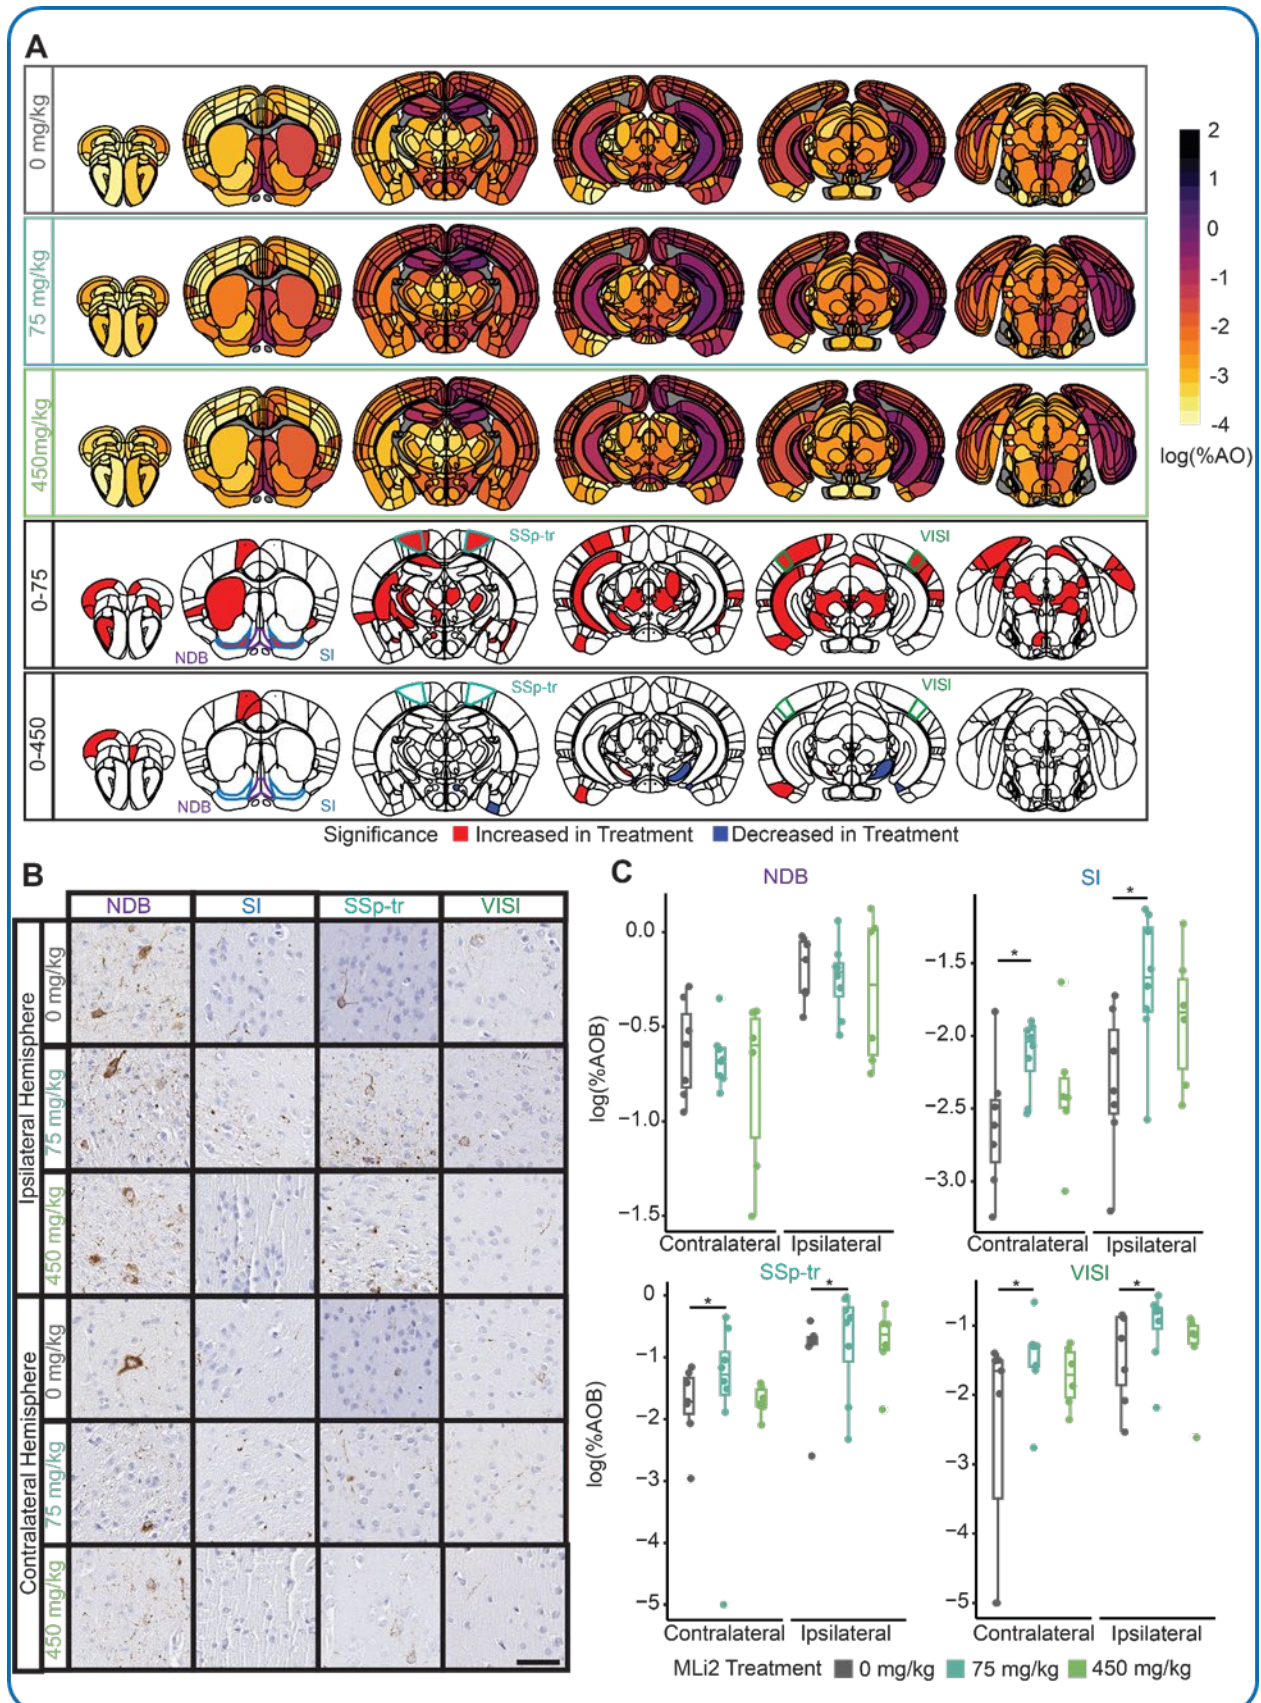 A
0 mg/kg
75 mg/kg
450mg/kg
0-75
0-450
2
1
0
-1
-2
-3
-4
log(%AO)
SSp-tr
VISI
NDB
SI
SSp-tr
VISI
NDB
SI
Significance Increased in Treatment Decreased in Treatment
B
NDB SI SSp-tr VISI
Ipsilateral Hemisphere
0 mg/kg
75 mg/kg
450 mg/kg
Contralateral Hemisphere
0 mg/kg
75 mg/kg
450 mg/kg
C
NDB
log(%AOB)
0.0
−0.5
−1.0
−1.5
Contralateral Ipsilateral
SI
*
*
−1.5
−2.0
−2.5
−3.0
Contralateral Ipsilateral
SSp-tr
log(%AOB)
*
*
0
−1
−2
−3
−4
−5
Contralateral Ipsilateral
VISI
*
*
−1
−2
−3
−4
−5
Contralateral Ipsilateral
MLi2 Treatment 0 mg/kg 75 mg/kg 450 mg/kg